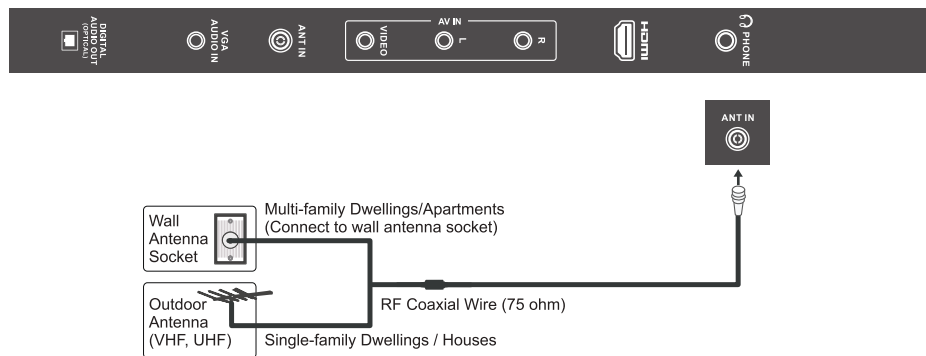 DIGITAL
AUDIO OUT
(OPTICAL)
VGA
AUDIO IN
ANT IN
AV IN
VIDEO
L
R
HDMI
PHONE
ANT IN
Wall
Antenna
Socket
Multi-family Dwellings/Apartments
(Connect to wall antenna socket)
RF Coaxial Wire (75 ohm)
Outdoor
Antenna
(VHF, UHF)
Single-family Dwellings / Houses